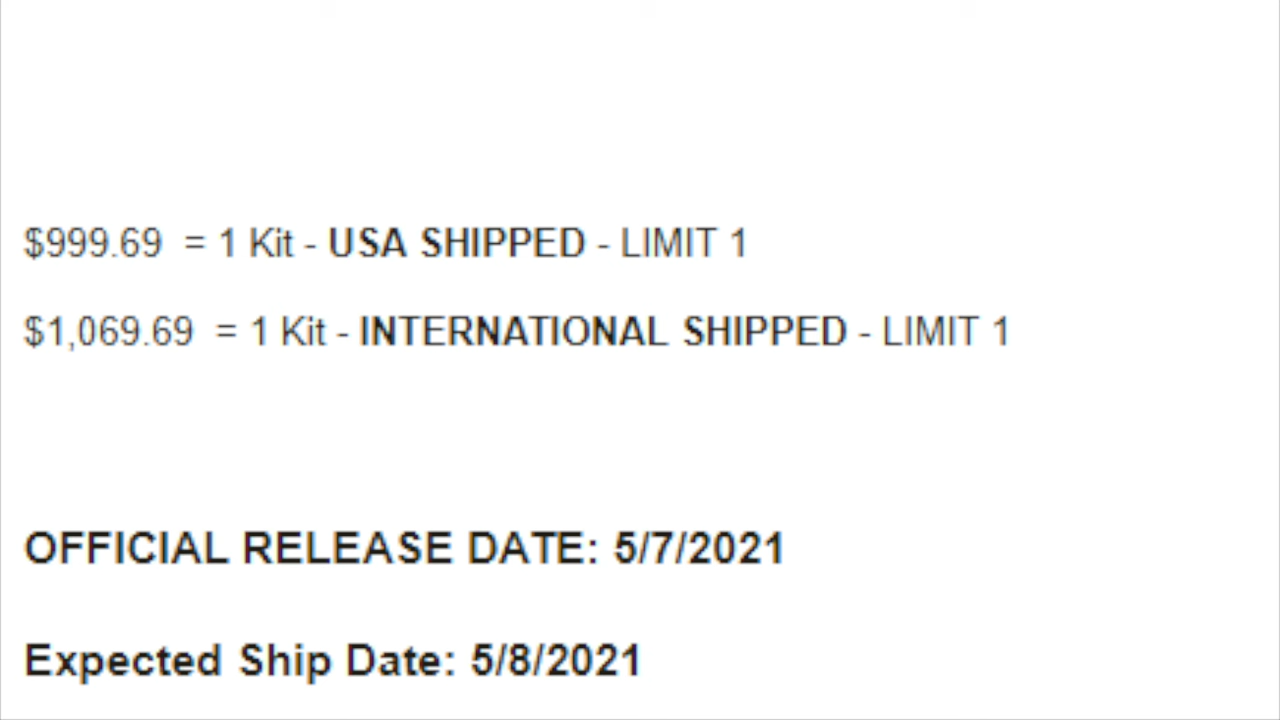 $999.69 = 1 Kit - USA SHIPPED - LIMIT 1
$1,069.69 = 1 Kit - INTERNATIONAL SHIPPED - LIMIT 1
OFFICIAL RELEASE DATE: 5/7/2021
Expected Ship Date: 5/8/2021